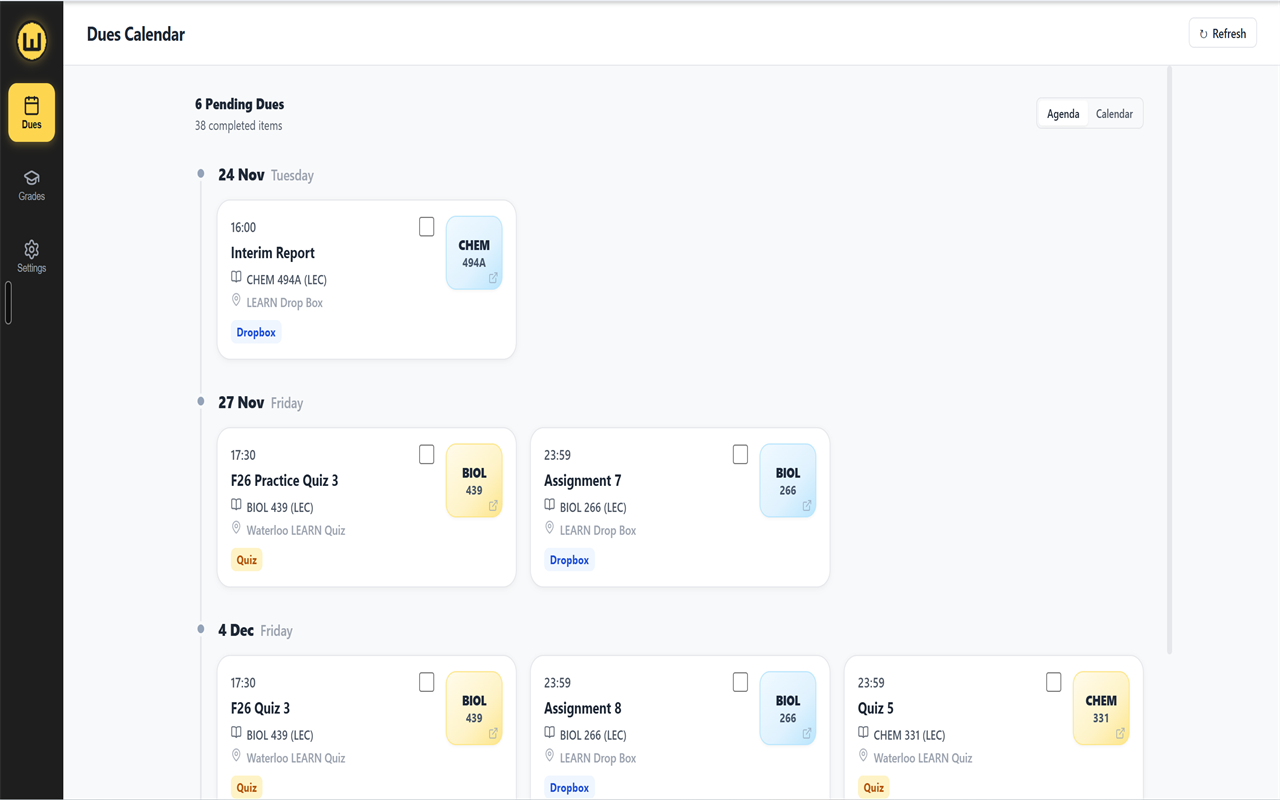 W
Dues Calendar
↻ Refresh
Dues
Grades
Settings
6 Pending Dues
38 completed items
Agenda
Calendar
24 Nov Tuesday
16:00
Interim Report
CHEM 494A (LEC)
LEARN Drop Box
Dropbox
CHEM
494A
27 Nov Friday
17:30
F26 Practice Quiz 3
BIOL 439 (LEC)
Waterloo LEARN Quiz
Quiz
BIOL
439
23:59
Assignment 7
BIOL 266 (LEC)
LEARN Drop Box
Dropbox
BIOL
266
4 Dec Friday
17:30
F26 Quiz 3
BIOL 439 (LEC)
Waterloo LEARN Quiz
Quiz
BIOL
439
23:59
Assignment 8
BIOL 266 (LEC)
LEARN Drop Box
Dropbox
BIOL
266
23:59
Quiz 5
CHEM 331 (LEC)
Waterloo LEARN Quiz
Quiz
CHEM
331